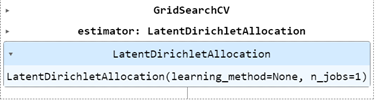 GridSearchCV
estimator: LatentDirichletAllocation
LatentDirichletAllocation
LatentDirichletAllocation(learning_method=None, n_jobs=1)